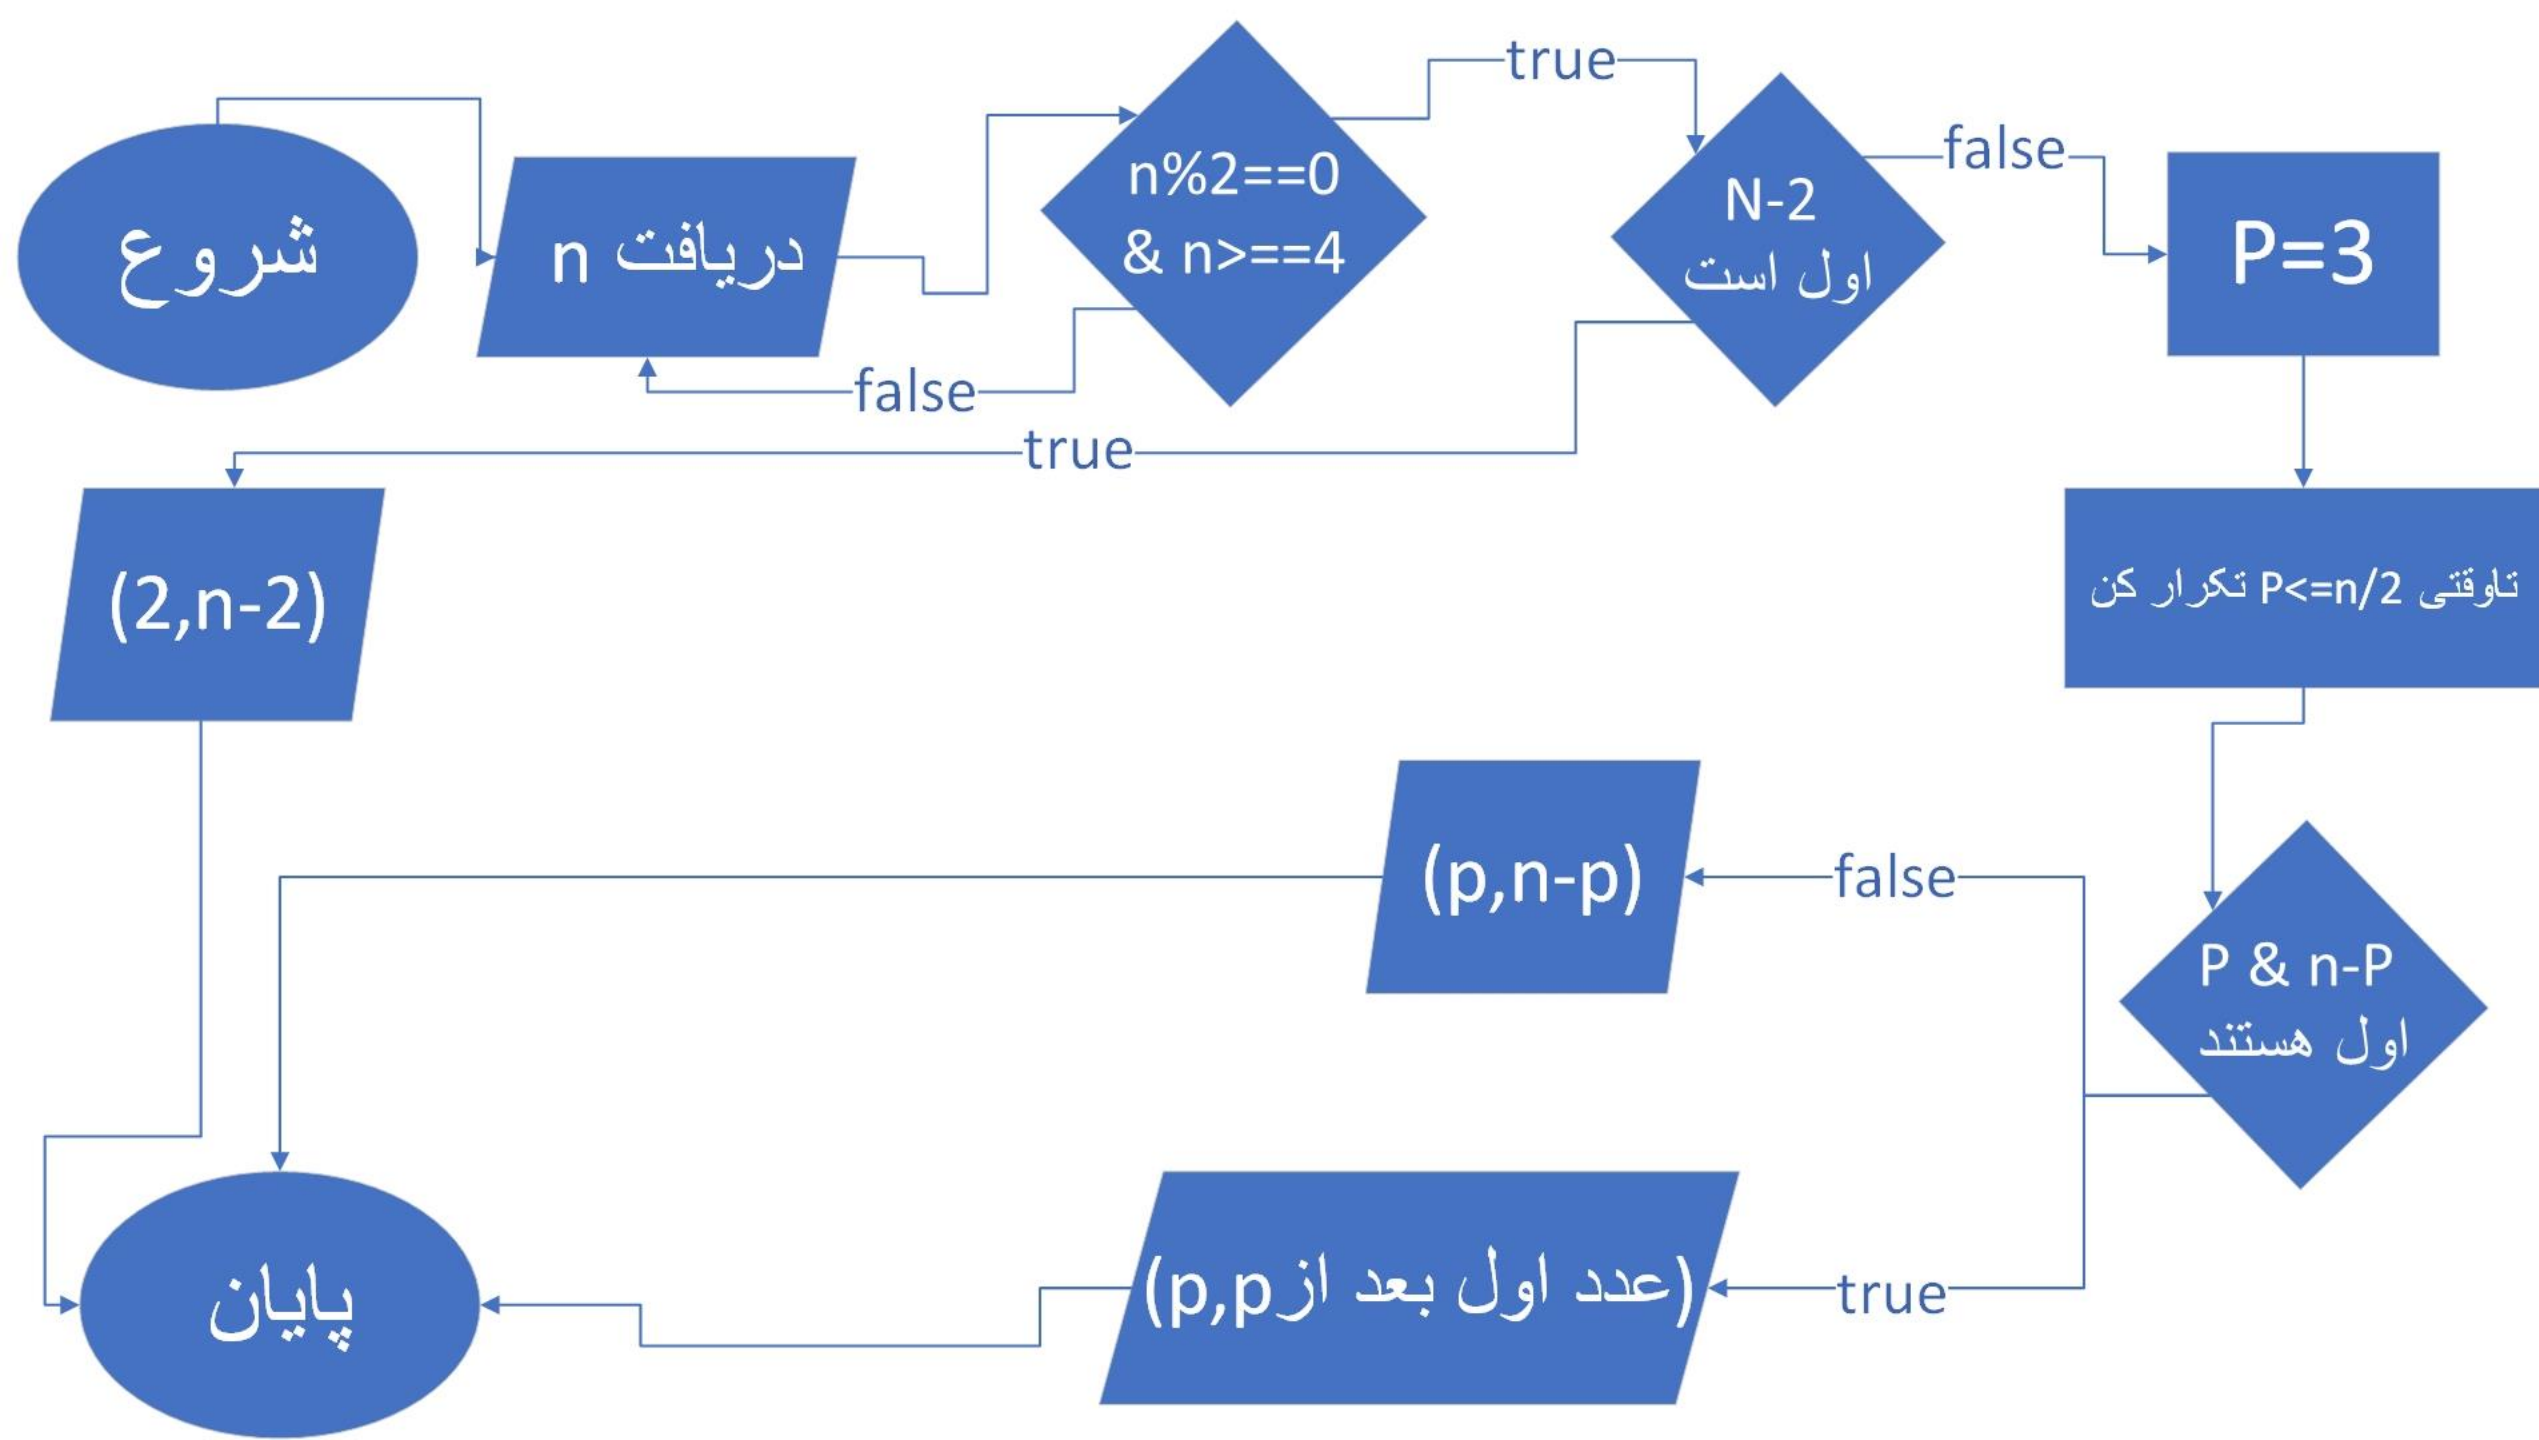 شروع
دریافت n
n%2==0
& n>==4
true
false
N-2
اول است
false
P=3
true
(2,n-2)
تاوقتی P<=n/2 تکرار کن
P & n-P
اول هستند
false
(p,n-p)
true
(p,pعدد اول بعد از)
پایان